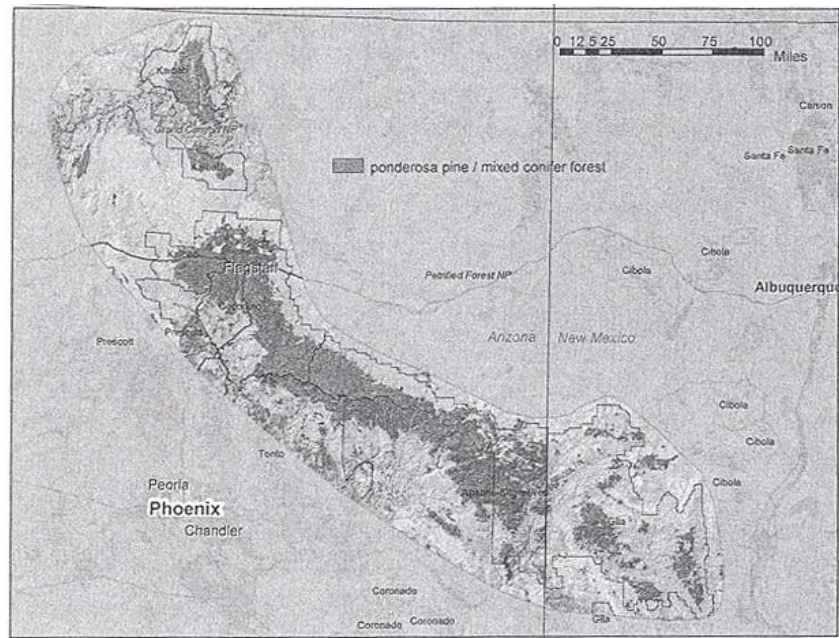 0 12.5 25 50 75 100
Miles
Kaibab
Carson
Grand Canyon NP
Santa Fe Santa Fe
ponderosa pine / mixed conifer forest
Flagstaff
Petrified Forest NP
Cibola
Cibola
Albuquerque
Prescott
Prescott
Arizona New Mexico
Cibola
Cibola
Tonto
Cibola
Peoria
Phoenix
Chandler
Gila
Coronado
Coronado Coronado
Gila